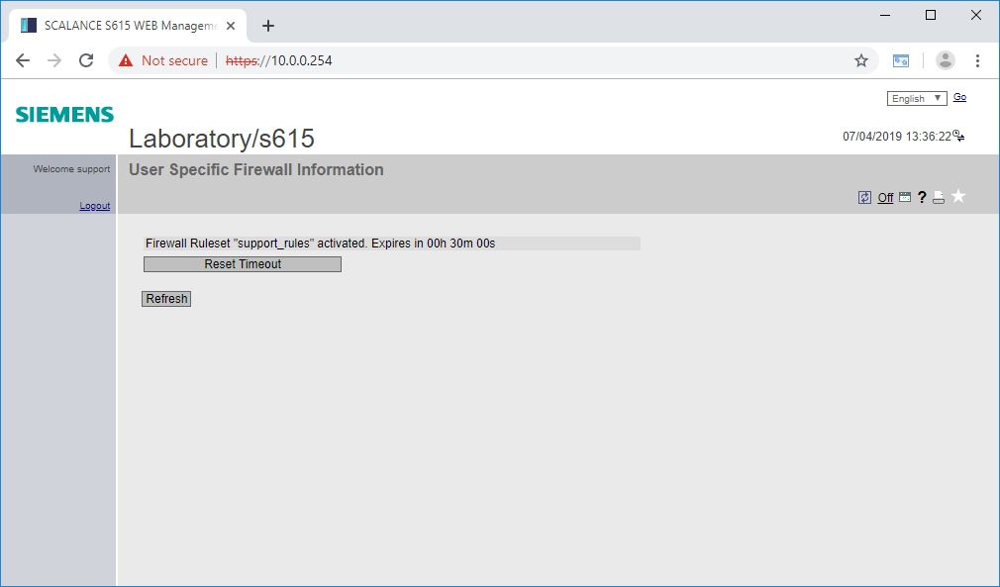 SCALANCE S615 WEB Manageme
Not secure https://10.0.0.254
English Go
SIEMENS
Laboratory/s615
07/04/2019 13:36:22
Welcome support
User Specific Firewall Information
Logout
Off ?
Firewall Ruleset "support_rules" activated. Expires in 00h 30m 00s
Reset Timeout
Refresh